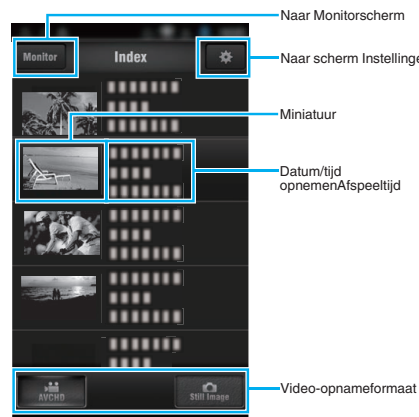 Naar Monitorscherm
Monitor
Index
Naar scherm Instellinge
Miniatuur
Datum/tijd
opnemenAfspeeltijd
AVCHD
Still Image
Video-opnameformaat